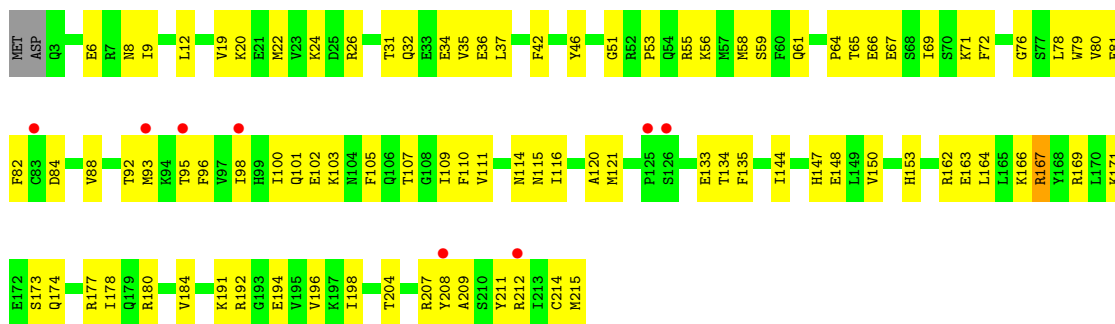 MET ASP Q3 E6 R7 N8 I9 L12 V19 K20 E21 M22 V23 K24 D25 R26 T31 Q32 E33 E34 V35 E36 L37 F42 Y46 G51 R52 P53 Q54 R55 K56 M57 M58 S59 F60 Q61 P64 T65 E66 E67 S68 I69 S70 K71 F72 G76 S77 L78 W79 V80 E81
F82 C83 D84 V88 T92 M93 K94 T95 F96 V97 I98 H99 I100 Q101 E102 K103 N104 F105 Q106 T107 G108 I109 F110 V111 N114 N115 I116 A120 M121 P125 S126 E133 T134 F135 I144 H147 E148 L149 V150 H153 R162 E163 L164 L165 K166 R167 Y168 R169 L170 K171
E172 S173 Q174 R177 I178 Q179 R180 V184 K191 R192 G193 E194 V195 V196 K197 I198 T204 R207 Y208 A209 S210 Y211 R212 I213 C214 M215